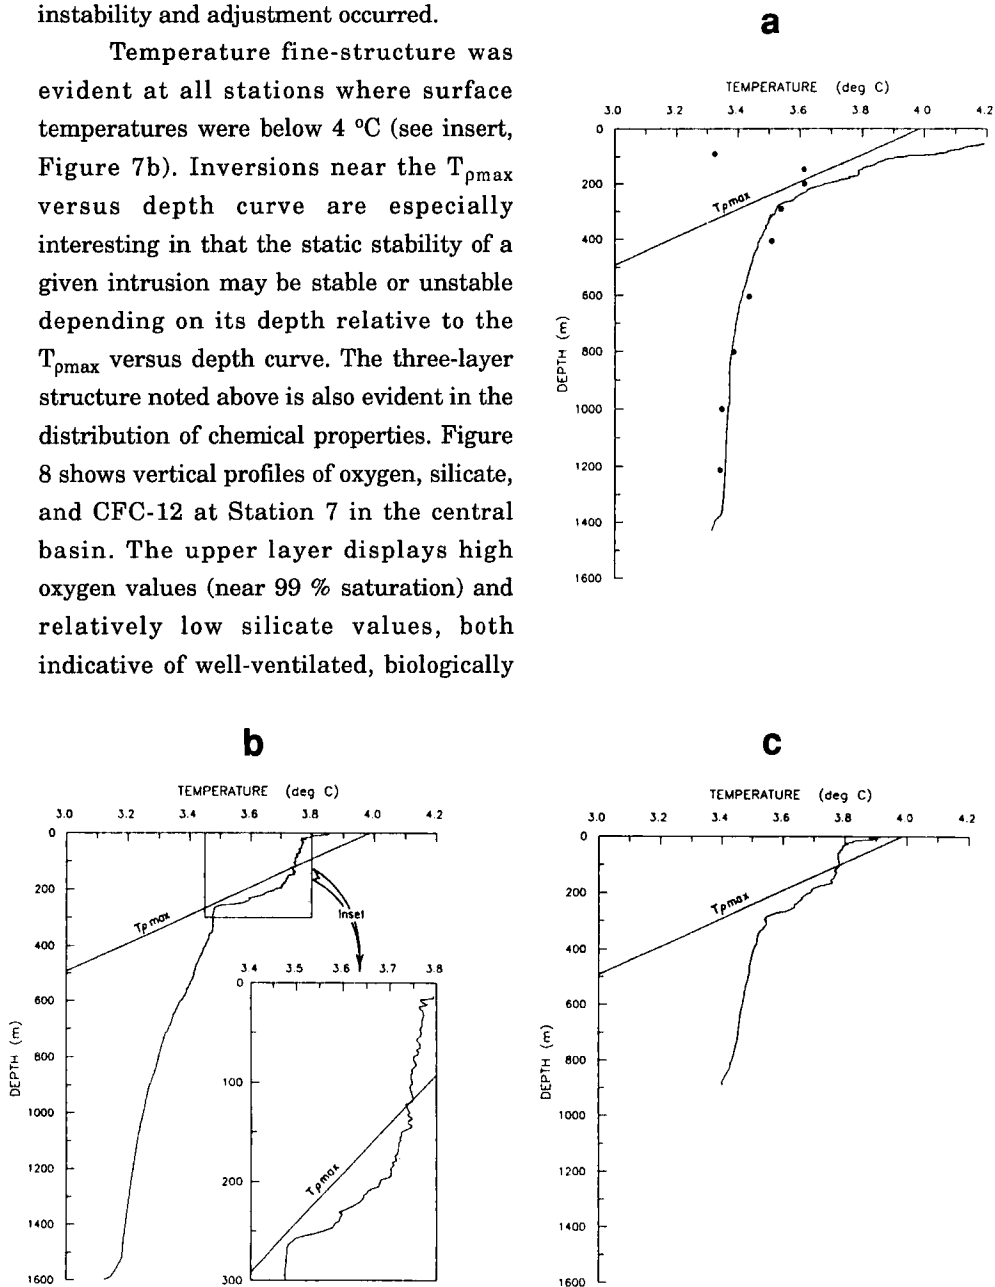 instability and adjustment occurred.
Temperature fine-structure was
evident at all stations where surface
temperatures were below 4 °C (see insert,
Figure 7b). Inversions near the Tρmax
versus depth curve are especially
interesting in that the static stability of a
given intrusion may be stable or unstable
depending on its depth relative to the
Tρmax versus depth curve. The three-layer
structure noted above is also evident in the
distribution of chemical properties. Figure
8 shows vertical profiles of oxygen, silicate,
and CFC-12 at Station 7 in the central
basin. The upper layer displays high
oxygen values (near 99 % saturation) and
relatively low silicate values, both
indicative of well-ventilated, biologically
a
TEMPERATURE (deg C)
3.0 3.2 3.4 3.6 3.8 4.0 4.2
0
200
400
600
800
1000
1200
1400
1600
DEPTH (m)
Tρmax
b
TEMPERATURE (deg C)
3.0 3.2 3.4 3.6 3.8 4.0 4.2
0
200
400
600
800
1000
1200
1400
1600
DEPTH (m)
Tρmax
Inset
3.4 3.5 3.6 3.7 3.8
0
100
200
300
Tρmax
c
TEMPERATURE (deg C)
3.0 3.2 3.4 3.6 3.8 4.0 4.2
0
200
400
600
800
1000
1200
1400
1600
DEPTH (m)
Tρmax